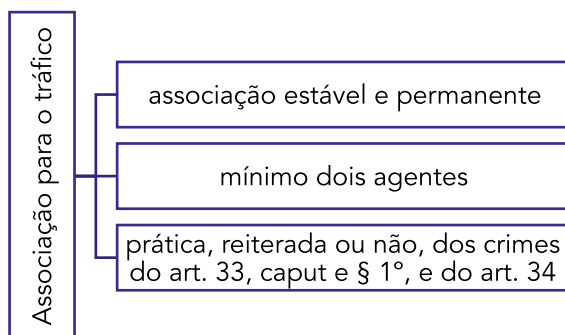 Associação para o tráfico
associação estável e permanente
mínimo dois agentes
prática, reiterada ou não, dos crimes
do art. 33, caput e § 1º, e do art. 34